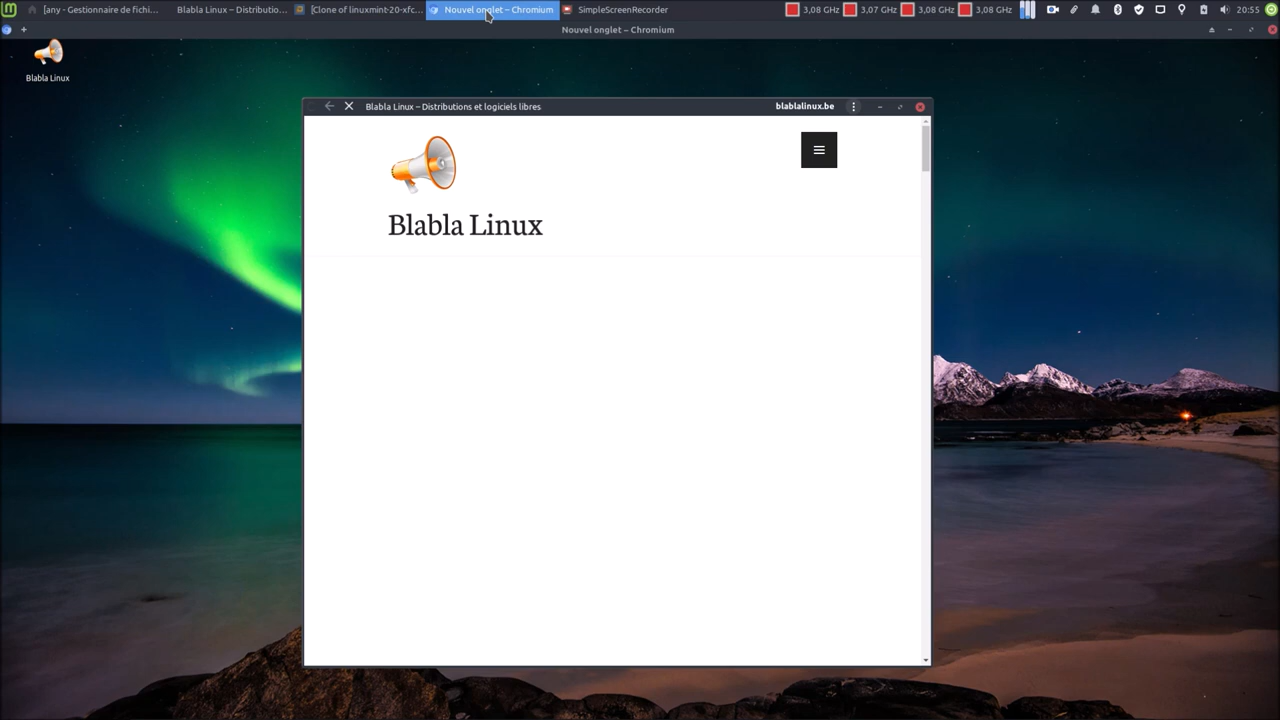 [any - Gestionnaire de fichi...
Blabla Linux – Distributio...
[Clone of linuxmint-20-xfc...
Nouvel onglet – Chromium
SimpleScreenRecorder
3,08 GHz
3,07 GHz
3,08 GHz
3,08 GHz
20:55
Nouvel onglet – Chromium
Blabla Linux
Blabla Linux – Distributions et logiciels libres
blablalinux.be
Blabla Linux